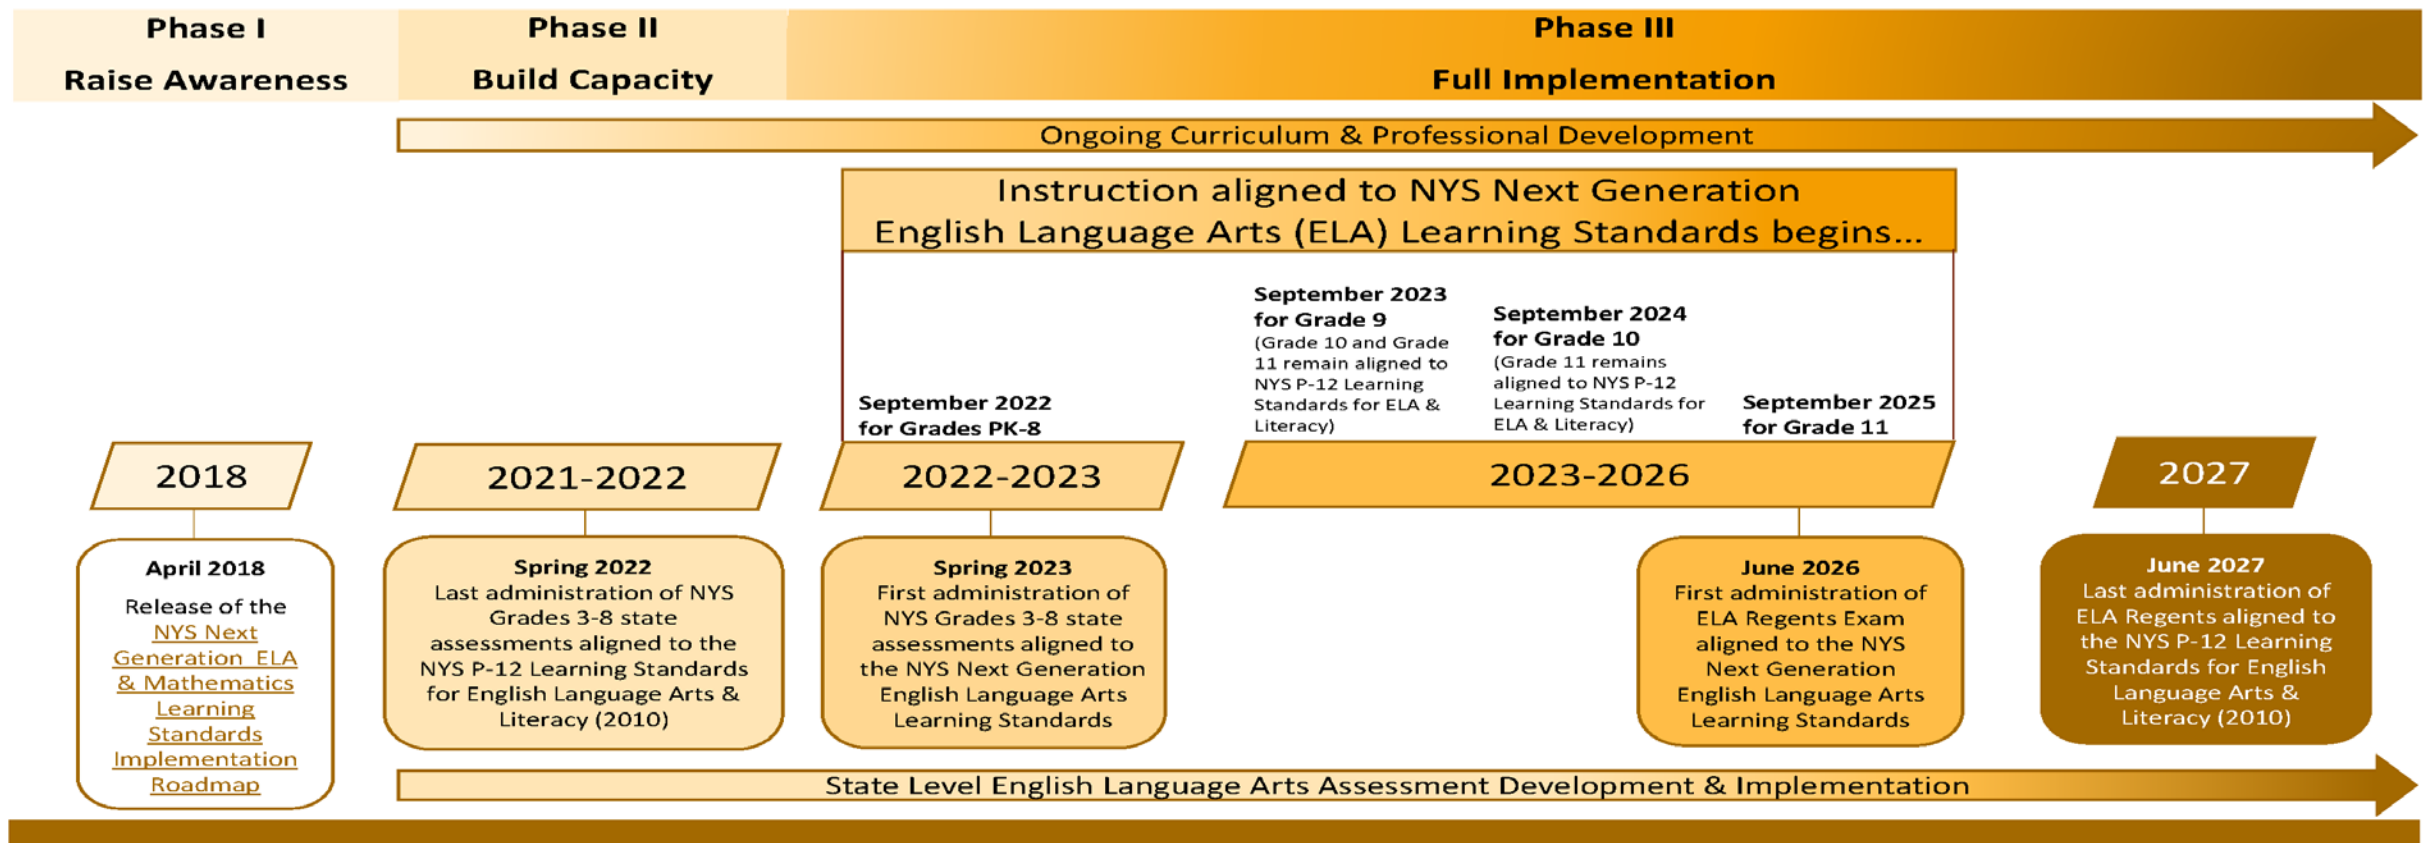 Phase I
Raise Awareness
Phase II
Build Capacity
Phase III
Full Implementation
Ongoing Curriculum & Professional Development
Instruction aligned to NYS Next Generation
English Language Arts (ELA) Learning Standards begins...
September 2022
for Grades PK-8
September 2023
for Grade 9
(Grade 10 and Grade
11 remain aligned to
NYS P-12 Learning
Standards for ELA &
Literacy)
September 2024
for Grade 10
(Grade 11 remains
aligned to NYS P-12
Learning Standards for
ELA & Literacy)
September 2025
for Grade 11
2018
2021-2022
2022-2023
2023-2026
2027
April 2018
Release of the
NYS Next
Generation ELA
& Mathematics
Learning
Standards
Implementation
Roadmap
Spring 2022
Last administration of NYS
Grades 3-8 state
assessments aligned to the
NYS P-12 Learning Standards
for English Language Arts &
Literacy (2010)
Spring 2023
First administration of
NYS Grades 3-8 state
assessments aligned to
the NYS Next Generation
English Language Arts
Learning Standards
June 2026
First administration of
ELA Regents Exam
aligned to the NYS
Next Generation
English Language Arts
Learning Standards
June 2027
Last administration of
ELA Regents aligned to
the NYS P-12 Learning
Standards for English
Language Arts &
Literacy (2010)
State Level English Language Arts Assessment Development & Implementation